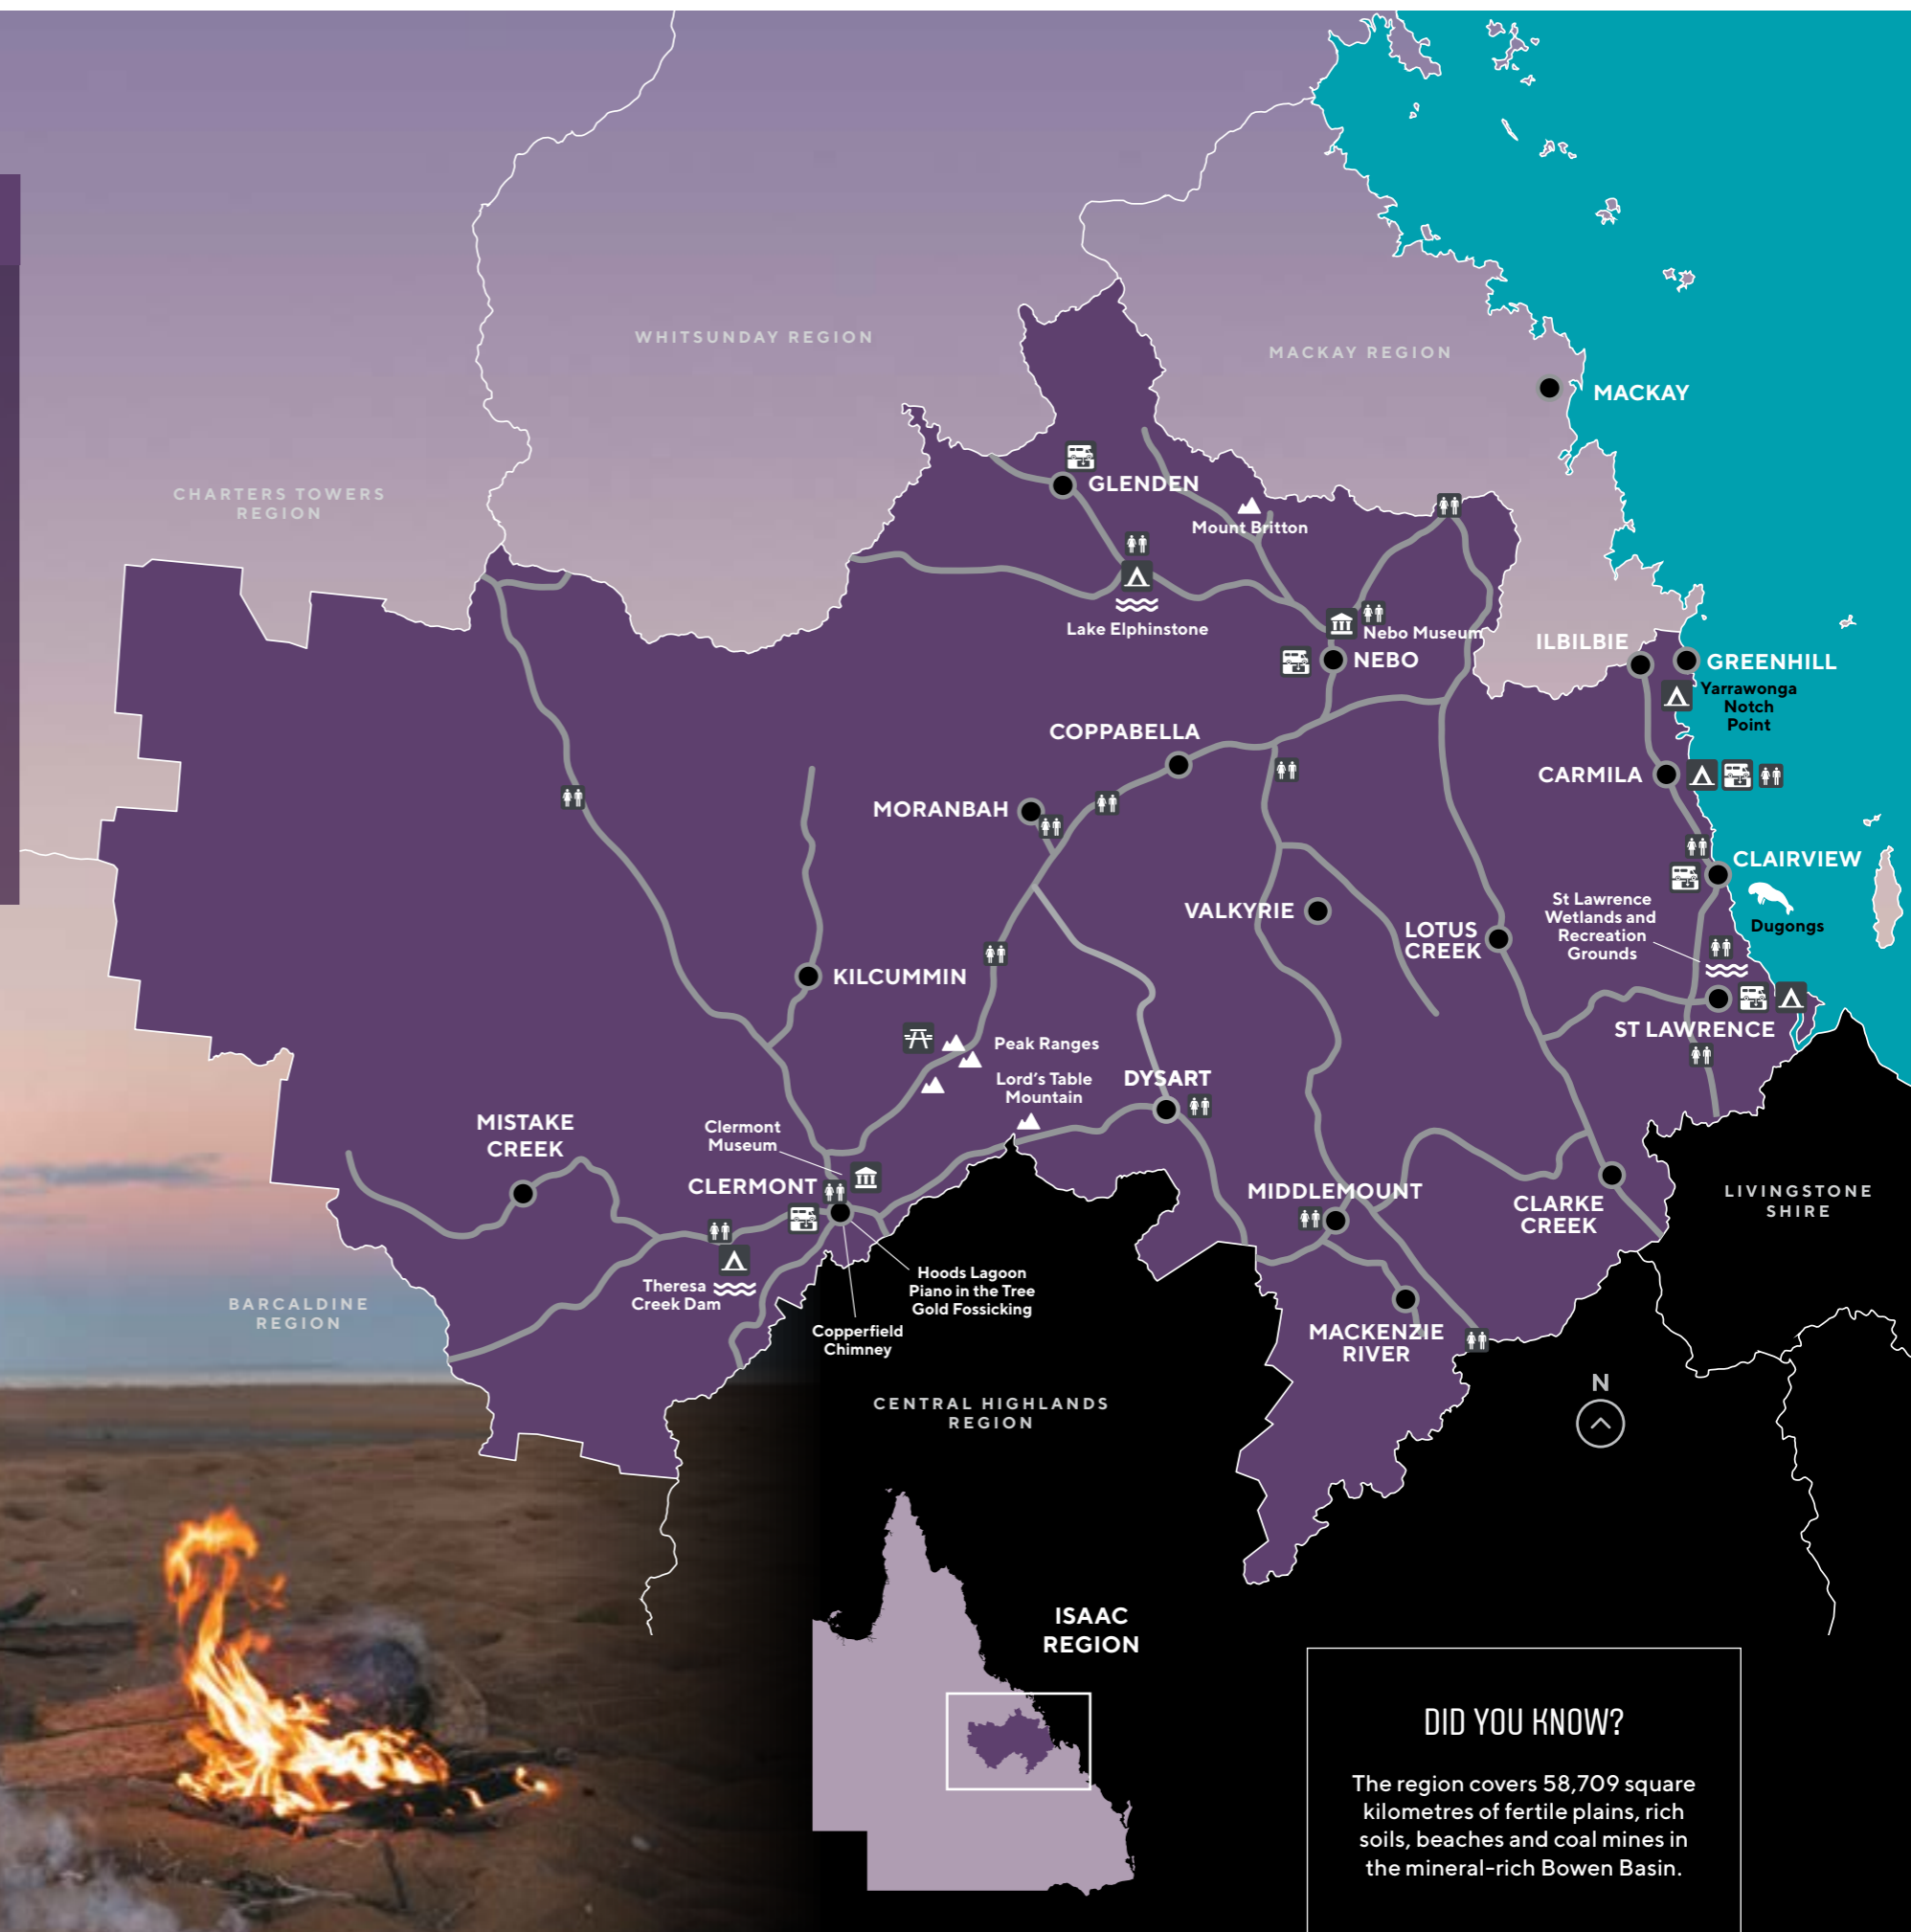 WHITSUNDAY REGION
MACKAY REGION
MACKAY
CHARTERS TOWERS
REGION
GLENDEN
Mount Britton
Lake Elphinstone
Nebo Museum
NEBO
ILBILBIE
GREENHILL
Yarrawonga
Notch
Point
COPPABELLA
CARMILA
MORANBAH
CLAIRVIEW
Dugongs
VALKYRIE
LOTUS
CREEK
St Lawrence
Wetlands and
Recreation
Grounds
KILCUMMIN
ST LAWRENCE
Peak Ranges
Lord's Table
Mountain
DYSART
MISTAKE
CREEK
Clermont
Museum
CLERMONT
MIDDLEMOUNT
CLARKE
CREEK
LIVINGSTONE
SHIRE
Theresa
Creek Dam
Hoods Lagoon
Piano in the Tree
Gold Fossicking
Copperfield
Chimney
BARCALDINE
REGION
MACKENZIE
RIVER
CENTRAL HIGHLANDS
REGION
N
ISAAC
REGION
DID YOU KNOW?
The region covers 58,709 square
kilometres of fertile plains, rich
soils, beaches and coal mines in
the mineral-rich Bowen Basin.